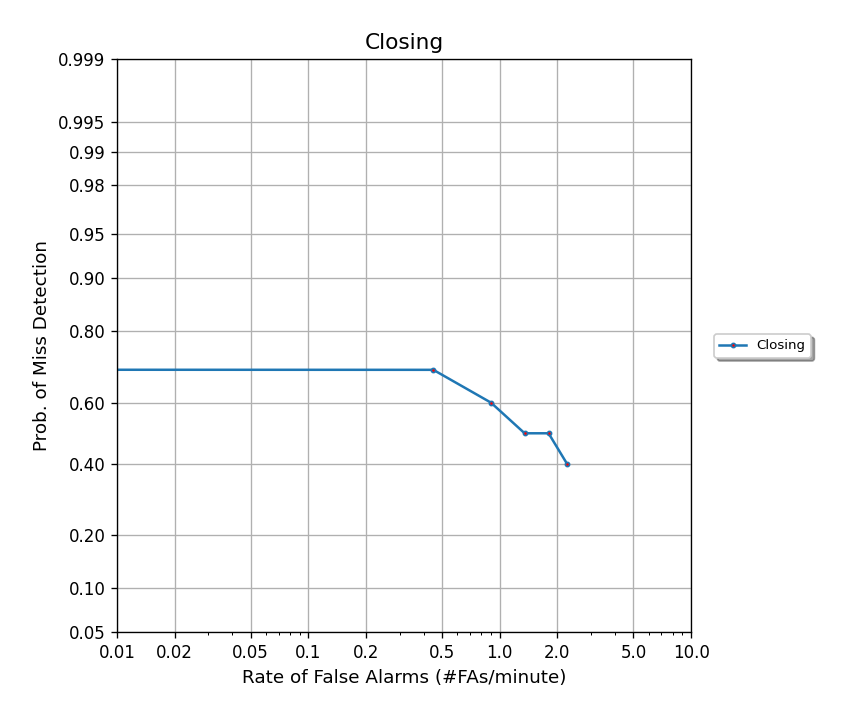 Closing
0.999
0.995
0.99
0.98
0.95
0.90
0.80
0.60
0.40
0.20
0.10
0.05
Prob. of Miss Detection
0.01 0.02 0.05 0.1 0.2 0.5 1.0 2.0 5.0 10.0
Rate of False Alarms (#FAs/minute)
Closing